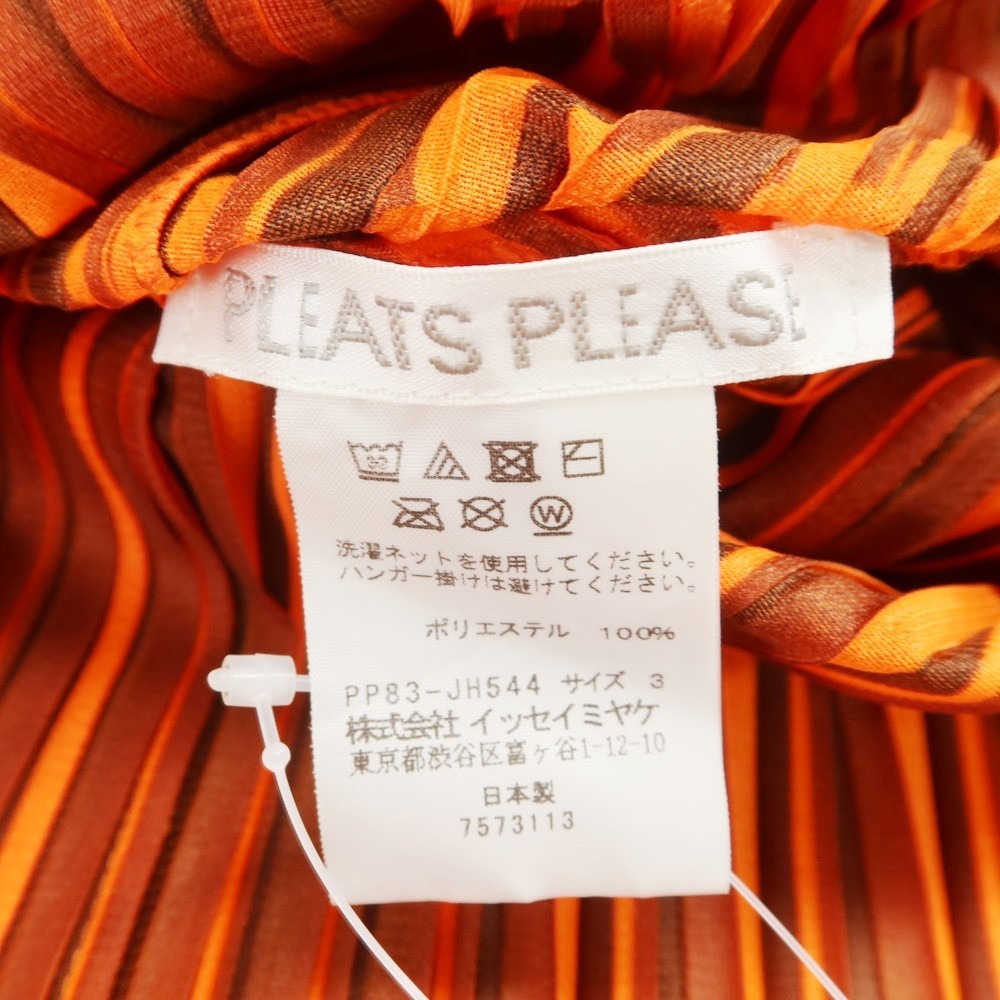 PLEATS PLEASE
30
W
洗濯ネットを使用してください。
ハンガー掛けは避けてください。
ポリエステル 100%
PP83-JH544 サイズ 3
株式会社 イッセイミヤケ
東京都渋谷区富ヶ谷1-12-10
日本製
7573113